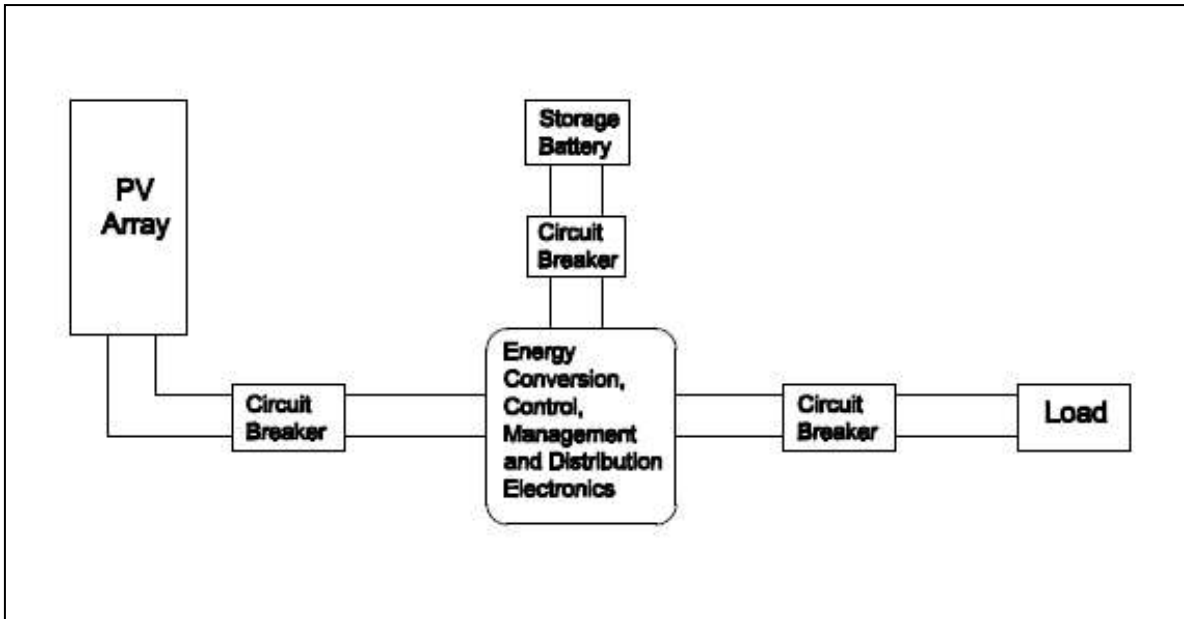 PV
Array
Storage
Battery
Circuit
Breaker
Energy
Conversion,
Control,
Management
and Distribution
Electronics
Circuit
Breaker
Circuit
Breaker
Load